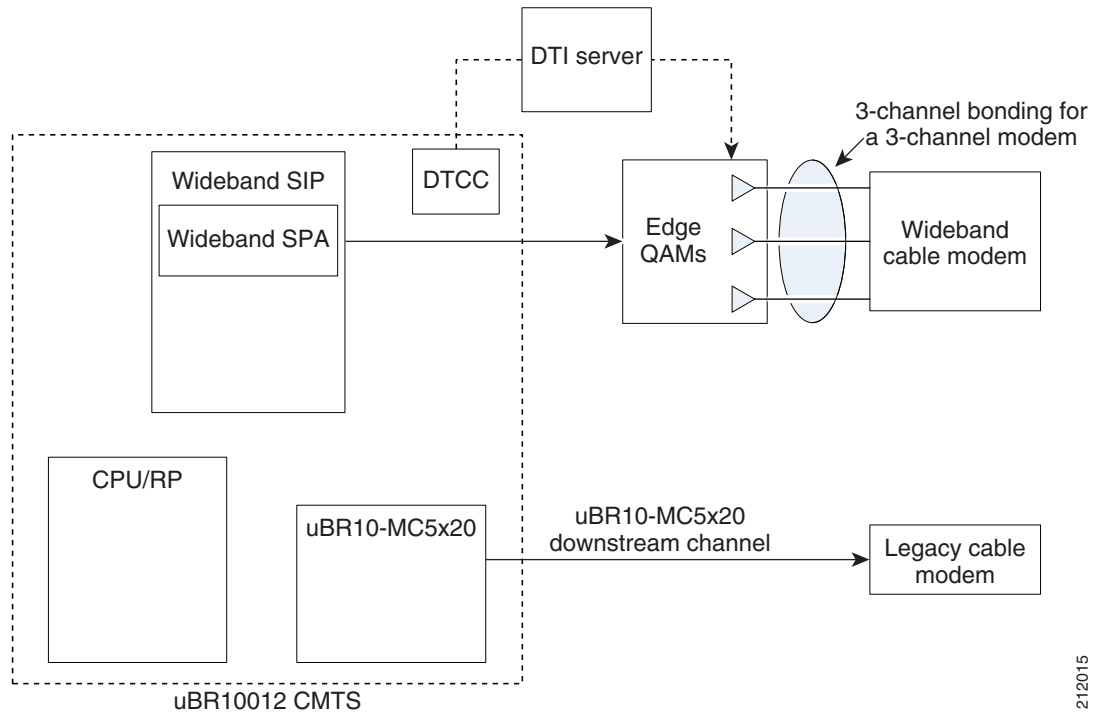 DTI server
3-channel bonding for
a 3-channel modem
Wideband SIP
DTCC
Wideband SPA
Edge
QAMs
Wideband
cable modem
CPU/RP
uBR10-MC5x20
uBR10-MC5x20
downstream channel
Legacy cable
modem
uBR10012 CMTS
212015